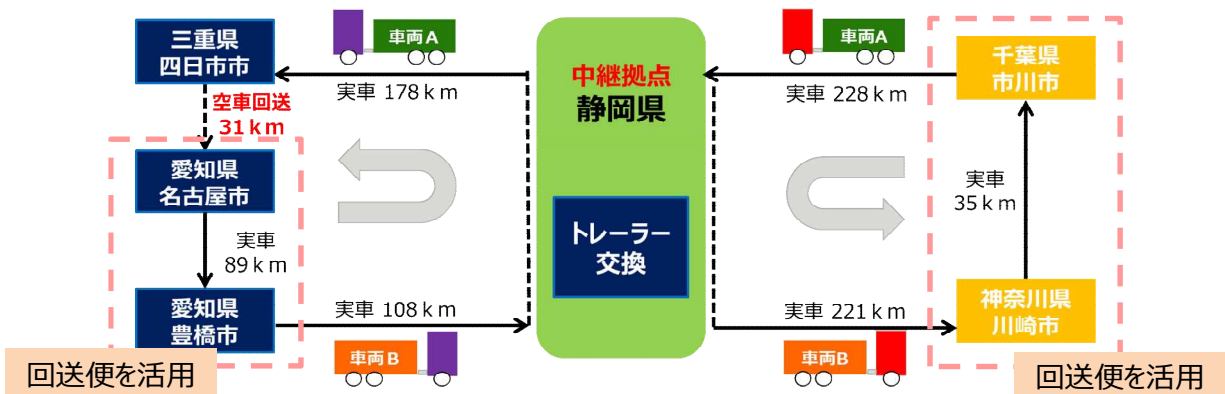 三重県
四日市市
車両A
実車 178ｋｍ
空車回送
31ｋｍ
愛知県
名古屋市
実車
89ｋｍ
愛知県
豊橋市
実車 108ｋｍ
車両B
回送便を活用
中継拠点
静岡県
トレーラー
交換
車両A
実車 228ｋｍ
千葉県
市川市
実車
35ｋｍ
神奈川県
川崎市
実車 221ｋｍ
車両B
回送便を活用